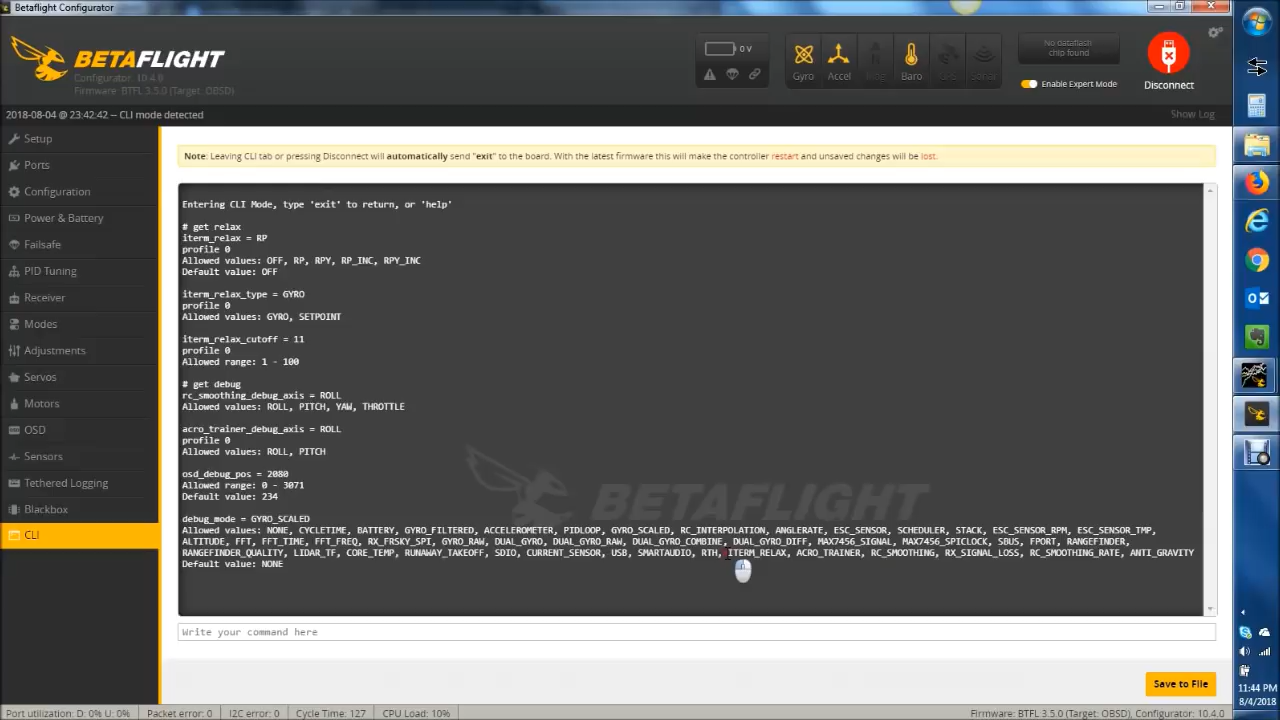 Betaflight Configurator
BETAFLIGHT
Configurator: 10.4.0
Firmware: BTFL 3.5.0 (Target: OBSD)
0 V
Gyro
Accel
Baro
No dataflash
chip found
Enable Expert Mode
Disconnect
2018-08-04 @ 23:42:42 -- CLI mode detected
Show Log
Setup
Ports
Configuration
Power & Battery
Failsafe
PID Tuning
Receiver
Modes
Adjustments
Servos
Motors
OSD
Sensors
Tethered Logging
Blackbox
CLI
Note: Leaving CLI tab or pressing Disconnect will automatically send "exit" to the board. With the latest firmware this will make the controller restart and unsaved changes will be lost.
Entering CLI Mode, type 'exit' to return, or 'help'
# get relax
iterm_relax = RP
profile 0
Allowed values: OFF, RP, RPY, RP_INC, RPY_INC
Default value: OFF
iterm_relax_type = GYRO
profile 0
Allowed values: GYRO, SETPOINT
iterm_relax_cutoff = 11
profile 0
Allowed range: 1 - 100
# get debug
rc_smoothing_debug_axis = ROLL
Allowed values: ROLL, PITCH, YAW, THROTTLE
acro_trainer_debug_axis = ROLL
profile 0
Allowed values: ROLL, PITCH
osd_debug_pos = 2080
Allowed range: 0 - 3071
Default value: 234
debug_mode = GYRO_SCALED
Allowed values: NONE, CYCLETIME, BATTERY, GYRO_FILTERED, ACCELEROMETER, PIDLOOP, GYRO_SCALED, RC_INTERPOLATION, ANGLERATE, ESC_SENSOR, SCHEDULER, STACK, ESC_SENSOR_RPM, ESC_SENSOR_TMP,
ALTITUDE, FFT, FFT_TIME, FFT_FREQ, RX_FRSKY_SPI, GYRO_RAW, DUAL_GYRO, DUAL_GYRO_RAW, DUAL_GYRO_COMBINE, DUAL_GYRO_DIFF, MAX7456_SIGNAL, MAX7456_SPICLOCK, SBUS, FPORT, RANGEFINDER,
RANGEFINDER_QUALITY, LIDAR_TF, CORE_TEMP, RUNAWAY_TAKEOFF, SDIO, CURRENT_SENSOR, USB, SMARTAUDIO, RTH, ITERM_RELAX, ACRO_TRAINER, RC_SMOOTHING, RX_SIGNAL_LOSS, RC_SMOOTHING_RATE, ANTI_GRAVITY
Default value: NONE
BETAFLIGHT
Write your command here
Save to File
Port utilization: D: 0% U: 0%
Packet error: 0
I2C error: 0
Cycle Time: 127
CPU Load: 10%
Firmware: BTFL 3.5.0 (Target: OBSD), Configurator: 10.4.0
11:44 PM
8/4/2018